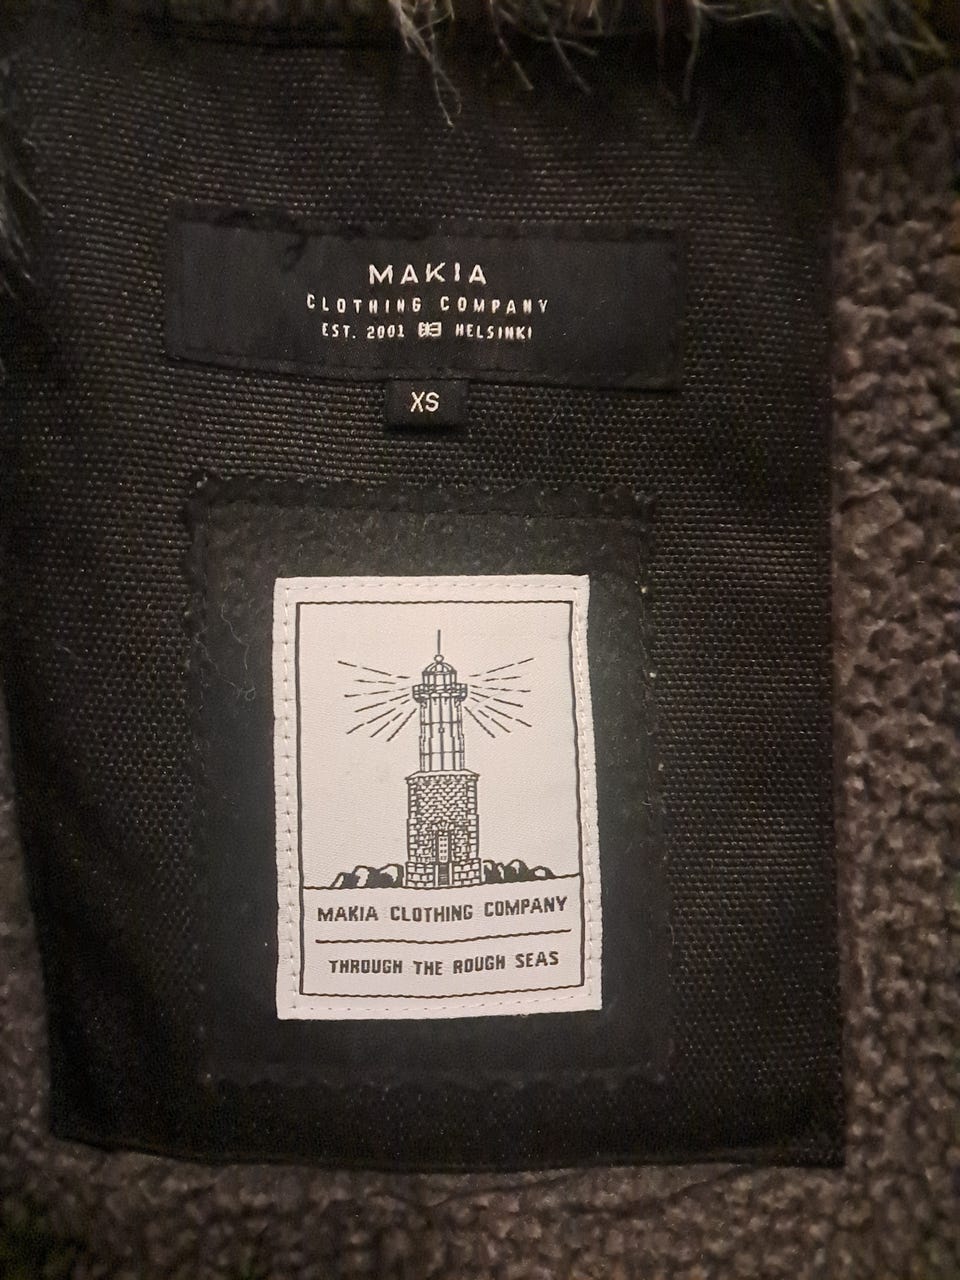 MAKIA
CLOTHING COMPANY
EST. 2001 HELSINKI
XS
MAKIA CLOTHING COMPANY
THROUGH THE ROUGH SEAS